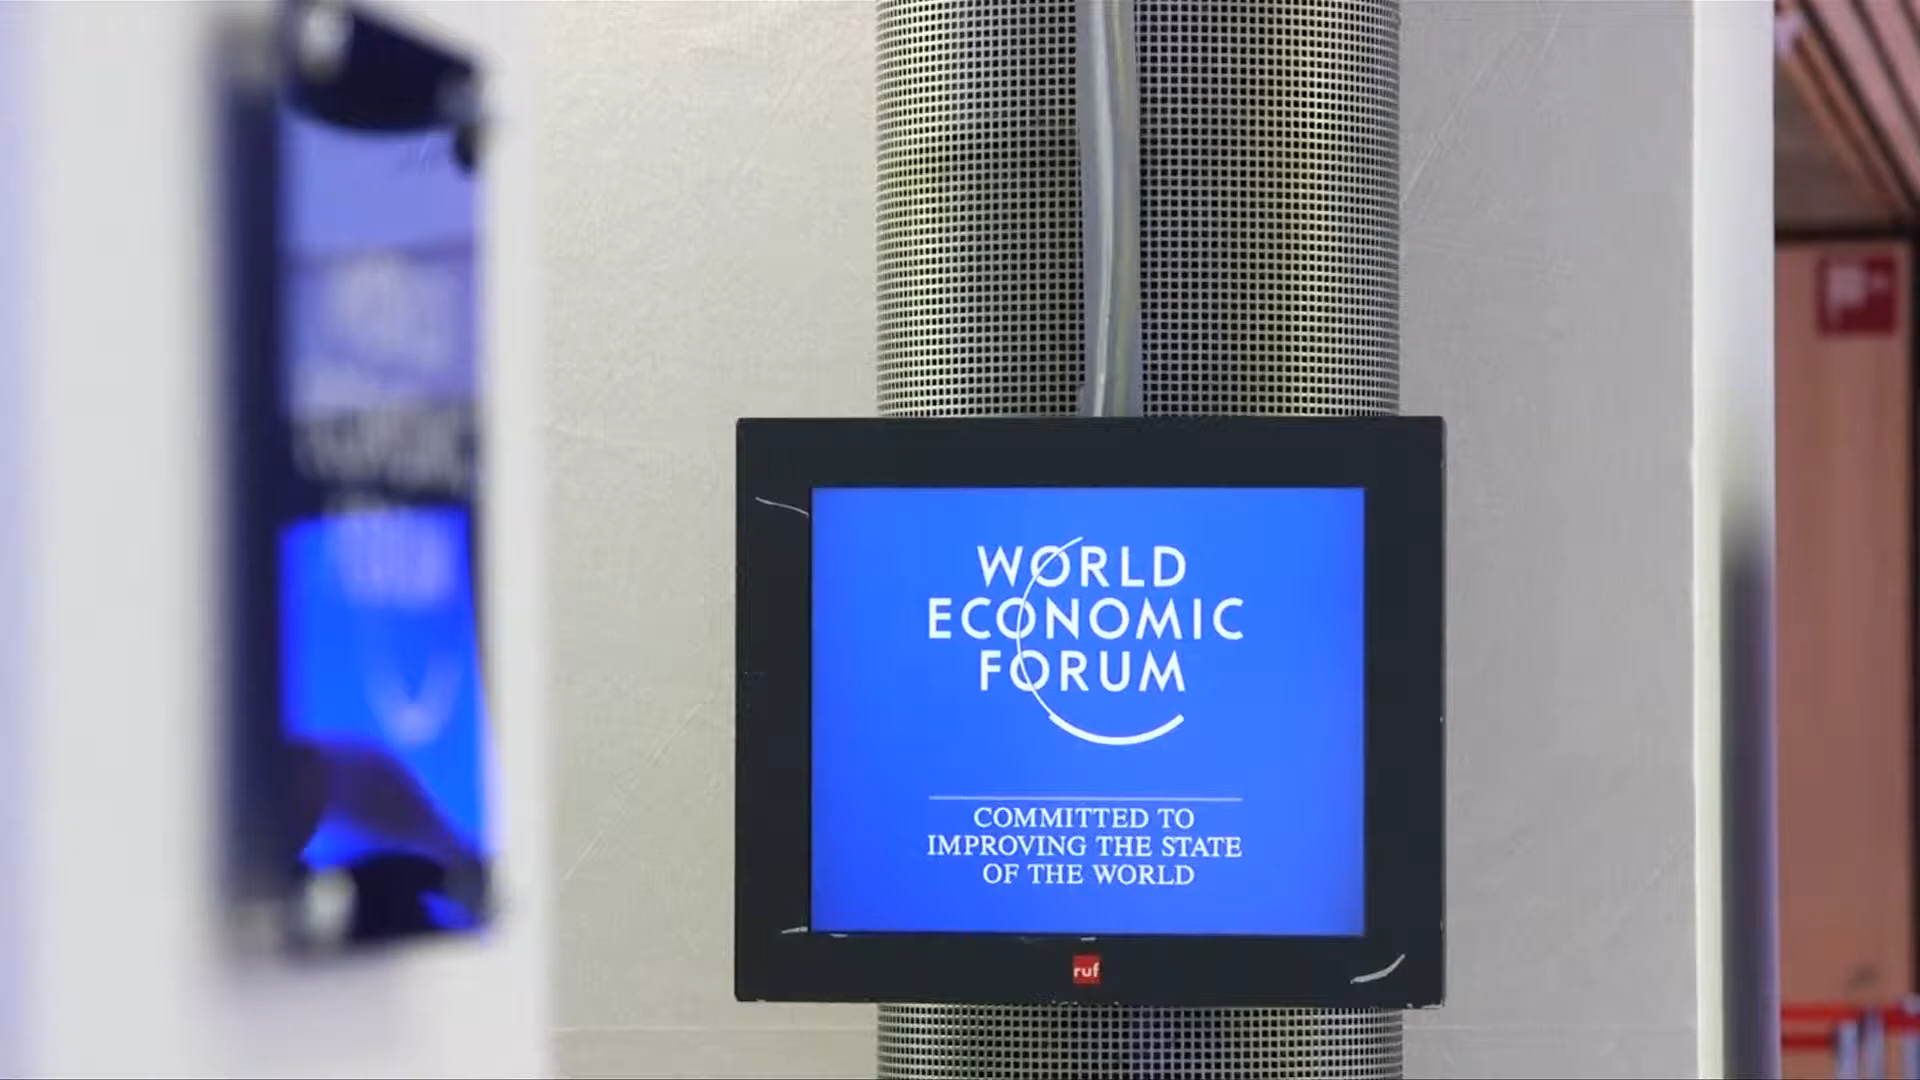 WORLD
ECONOMIC
FORUM
COMMITTED TO
IMPROVING THE STATE
OF THE WORLD
ruf